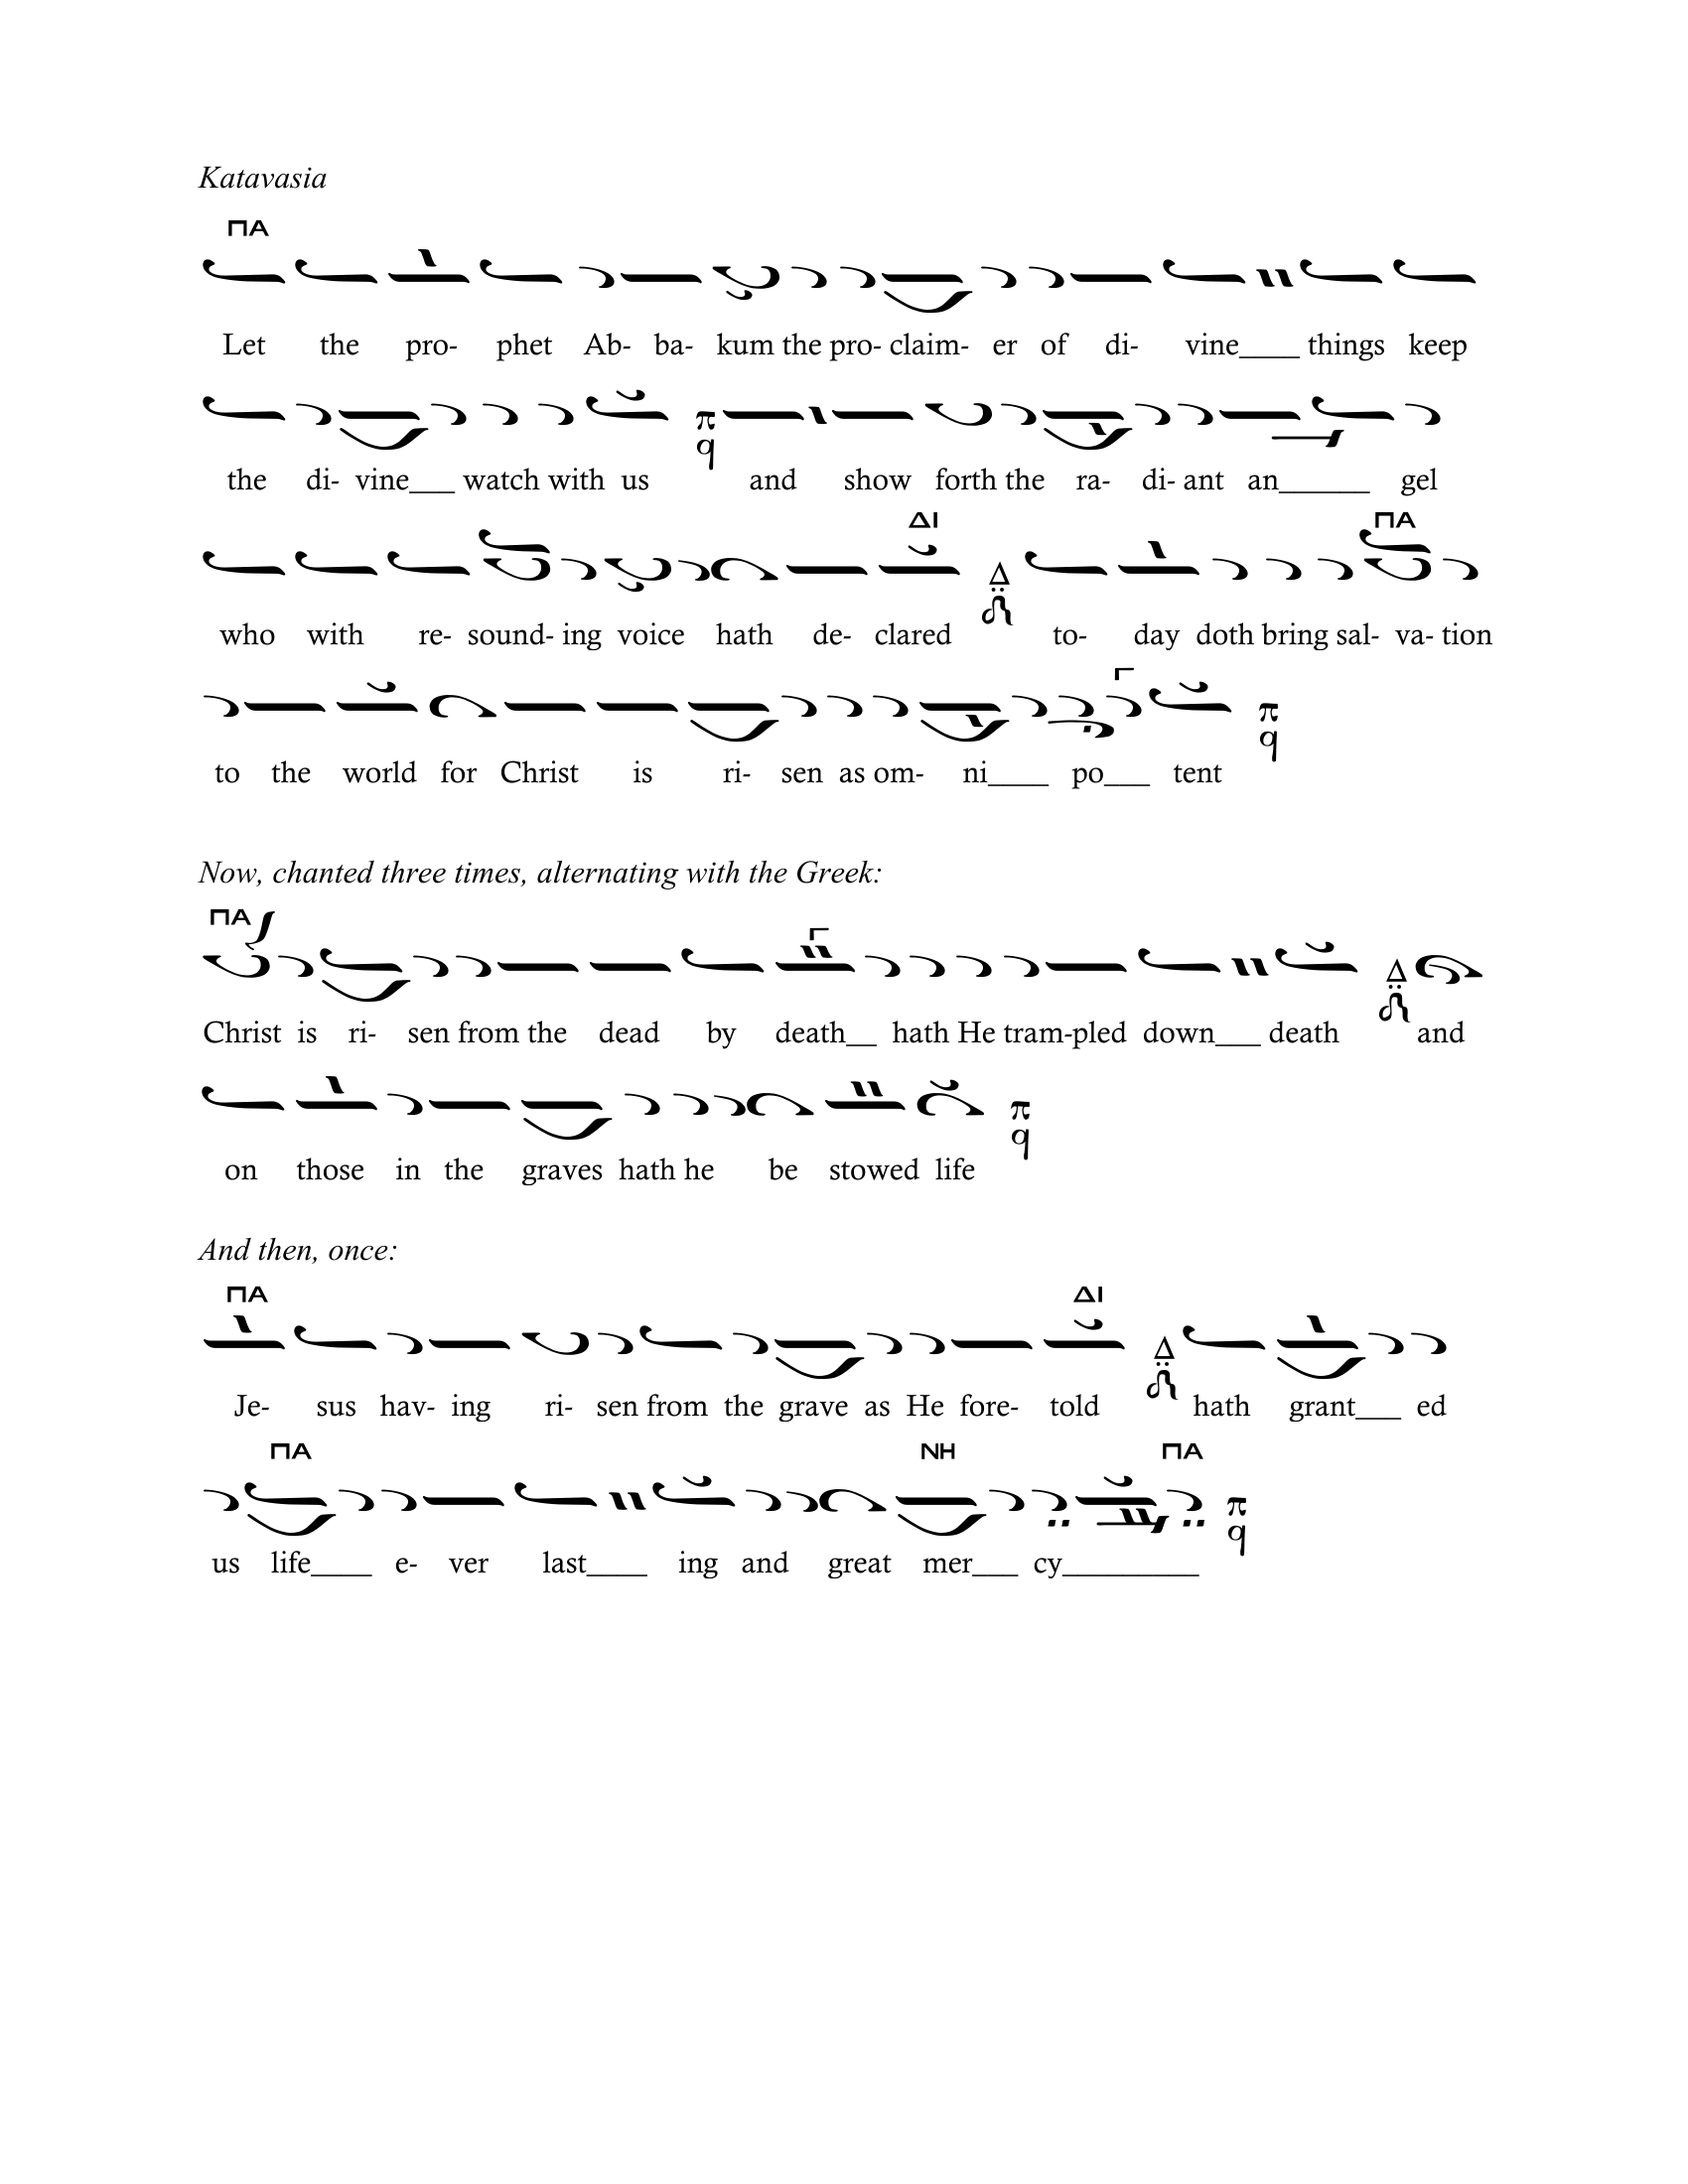 Katavasia
ΠΑ
Let the pro- phet Ab- ba- kum the pro- claim- er of di- vine____ things keep
the di- vine___ watch with us and show forth the ra- di- ant an______ gel
π q
ΔΙ ΠΑ
who with re- sound- ing voice hath de- clared to- day doth bring sal- va- tion
Δ
to the world for Christ is ri- sen as om- ni____ po___ tent
π q
Now, chanted three times, alternating with the Greek:
ΠΑ
Christ is ri- sen from the dead by death__ hath He tram-pled down___ death and
Δ
on those in the graves hath he be stowed life
π q
And then, once:
ΠΑ ΔΙ
Je- sus hav- ing ri- sen from the grave as He fore- told hath grant___ ed
Δ
ΠΑ ΝΗ ΠΑ
us life____ e- ver last____ ing and great mer___ cy_________
π q